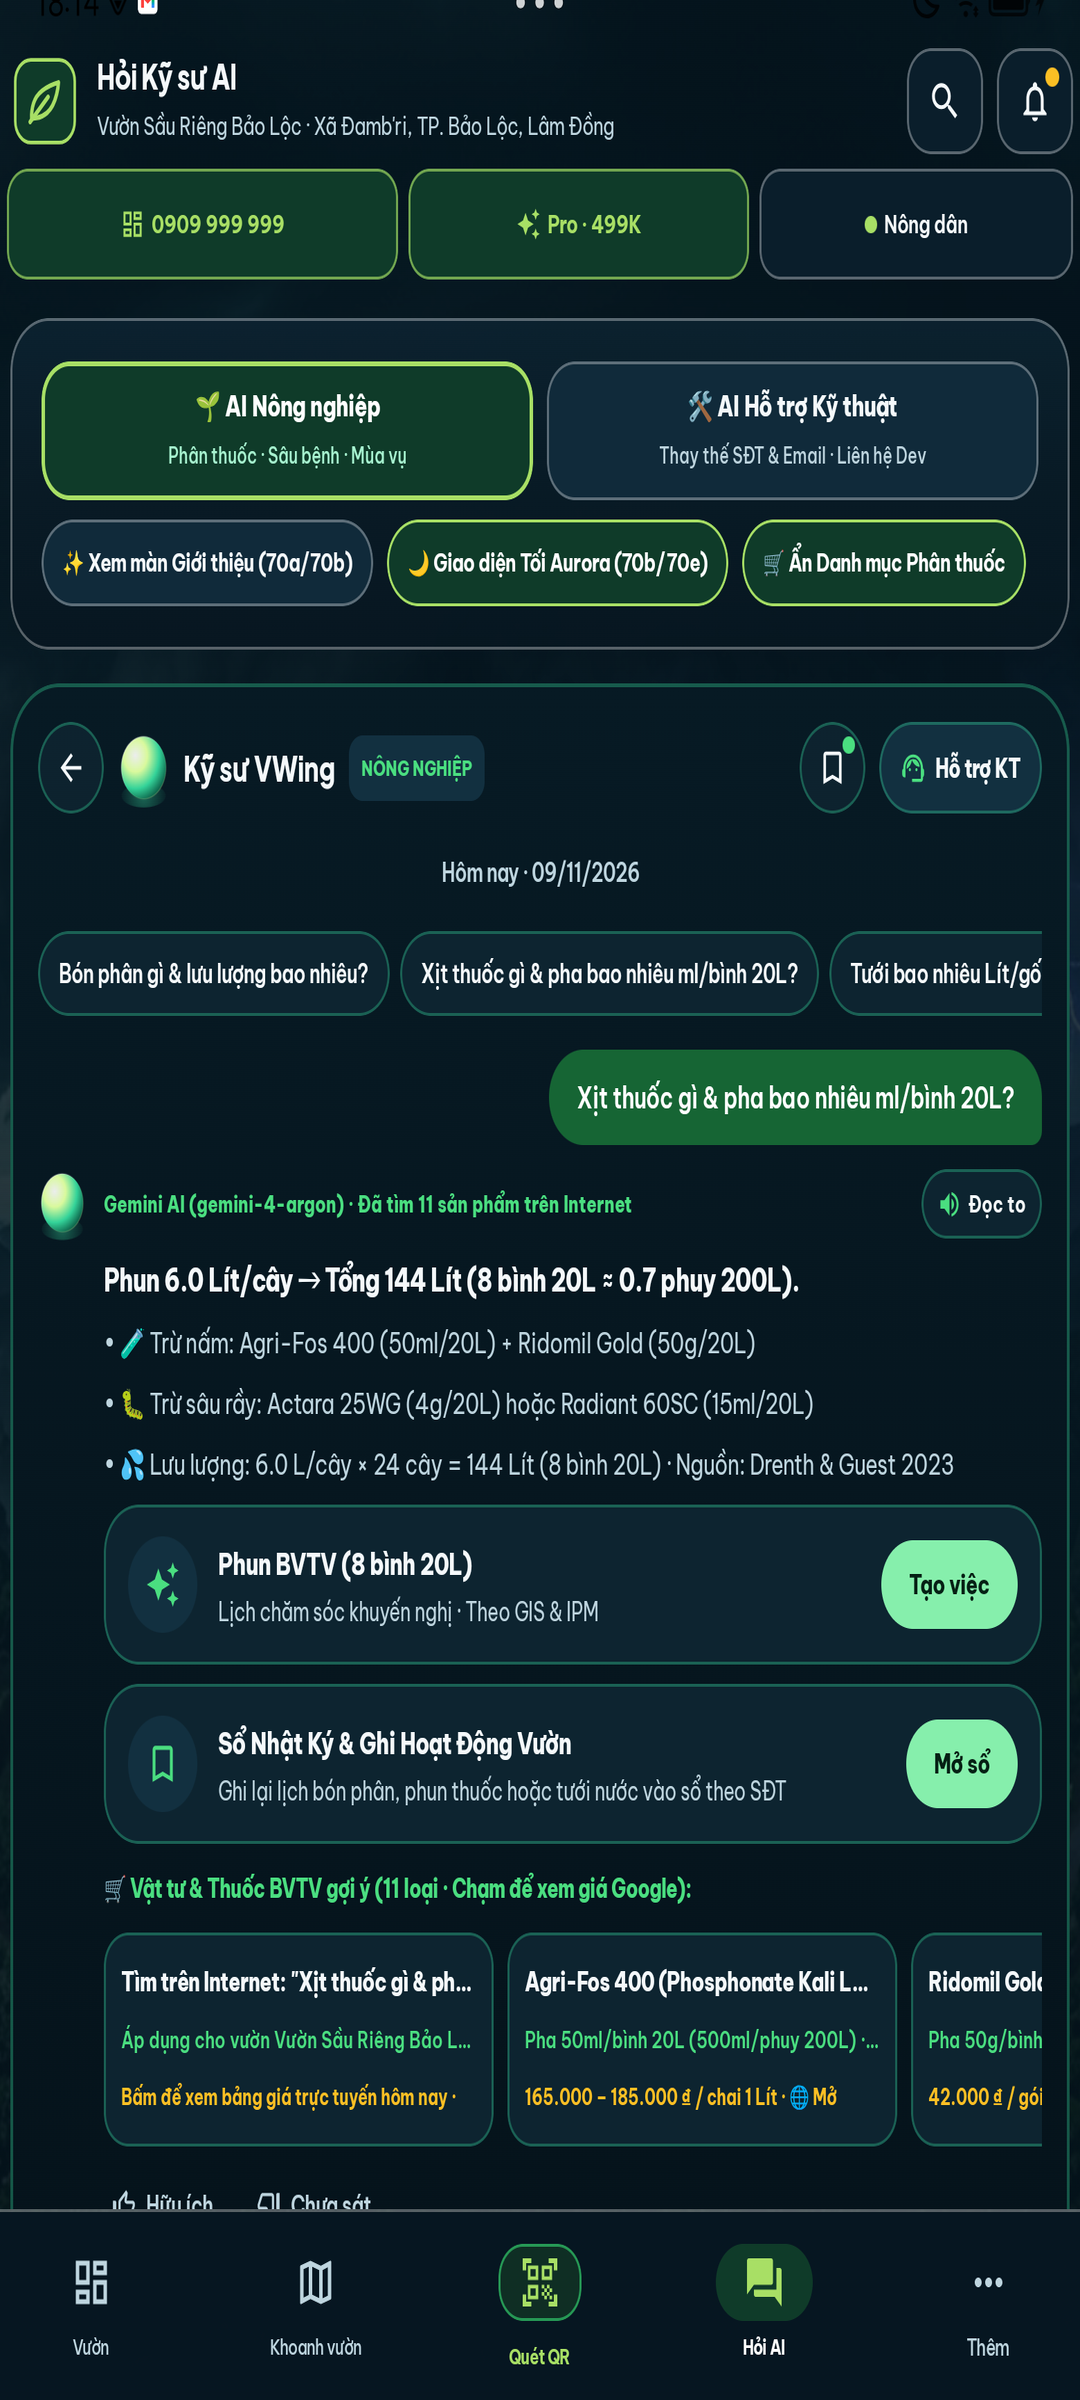 18:14
Hỏi Kỹ sư AI
Vườn Sầu Riêng Bảo Lộc · Xã Đamb'ri, TP. Bảo Lộc, Lâm Đồng
0909 999 999
Pro · 499K
Nông dân
🌱 AI Nông nghiệp
Phân thuốc · Sâu bệnh · Mùa vụ
🛠️ AI Hỗ trợ Kỹ thuật
Thay thế SĐT & Email · Liên hệ Dev
✨ Xem màn Giới thiệu (70a/70b)
🌙 Giao diện Tối Aurora (70b/70e)
🛒 Ẩn Danh mục Phân thuốc
Kỹ sư VWing
NÔNG NGHIỆP
Hỗ trợ KT
Hôm nay · 09/11/2026
Bón phân gì & lưu lượng bao nhiêu?
Xịt thuốc gì & pha bao nhiêu ml/bình 20L?
Tưới bao nhiêu Lít/gố
Xịt thuốc gì & pha bao nhiêu ml/bình 20L?
Gemini AI (gemini-4-argon) · Đã tìm 11 sản phẩm trên Internet
Đọc to
Phun 6.0 Lít/cây → Tổng 144 Lít (8 bình 20L ≈ 0.7 phuy 200L).
• 🧪 Trừ nấm: Agri-Fos 400 (50ml/20L) + Ridomil Gold (50g/20L)
• 🐛 Trừ sâu rầy: Actara 25WG (4g/20L) hoặc Radiant 60SC (15ml/20L)
• 💦 Lưu lượng: 6.0 L/cây × 24 cây = 144 Lít (8 bình 20L) · Nguồn: Drenth & Guest 2023
Phun BVTV (8 bình 20L)
Lịch chăm sóc khuyến nghị · Theo GIS & IPM
Tạo việc
Sổ Nhật Ký & Ghi Hoạt Động Vườn
Ghi lại lịch bón phân, phun thuốc hoặc tưới nước vào sổ theo SĐT
Mở sổ
🛒 Vật tư & Thuốc BVTV gợi ý (11 loại · Chạm để xem giá Google):
Tìm trên Internet: "Xịt thuốc gì & ph...
Áp dụng cho vườn Vườn Sầu Riêng Bảo L...
Bấm để xem bảng giá trực tuyến hôm nay ·
Agri-Fos 400 (Phosphonate Kali L...
Pha 50ml/bình 20L (500ml/phuy 200L) ·...
165.000 – 185.000 ₫ / chai 1 Lít · 🌐 Mở
Ridomil Gold
Pha 50g/bình
42.000 ₫ / gói
Hữu ích
Chưa sát
Vườn
Khoanh vườn
Quét QR
Hỏi AI
Thêm